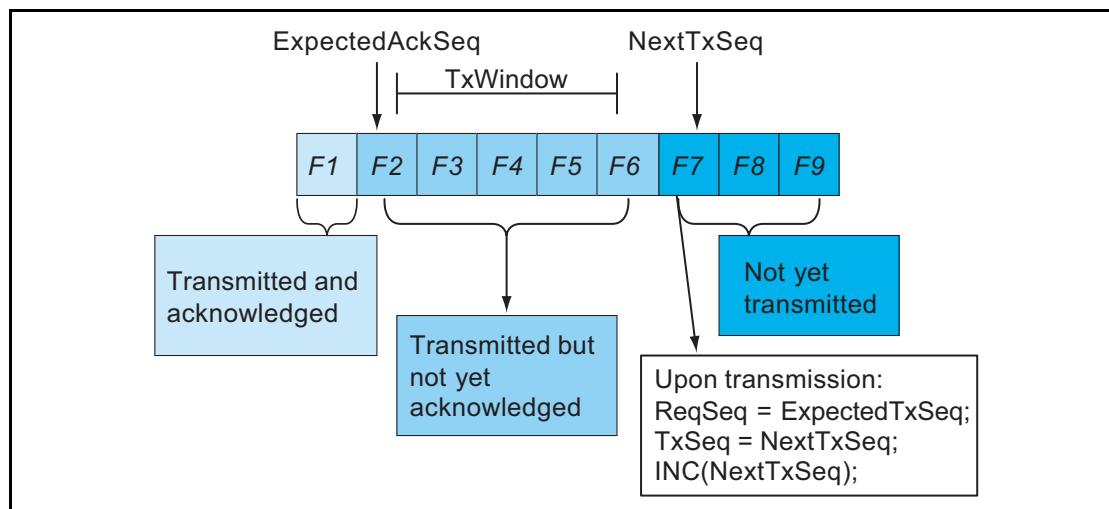 ExpectedAckSeq
NextTxSeq
TxWindow
F1 F2 F3 F4 F5 F6 F7 F8 F9
Transmitted and
acknowledged
Transmitted but
not yet
acknowledged
Not yet
transmitted
Upon transmission:
ReqSeq = ExpectedTxSeq;
TxSeq = NextTxSeq;
INC(NextTxSeq);